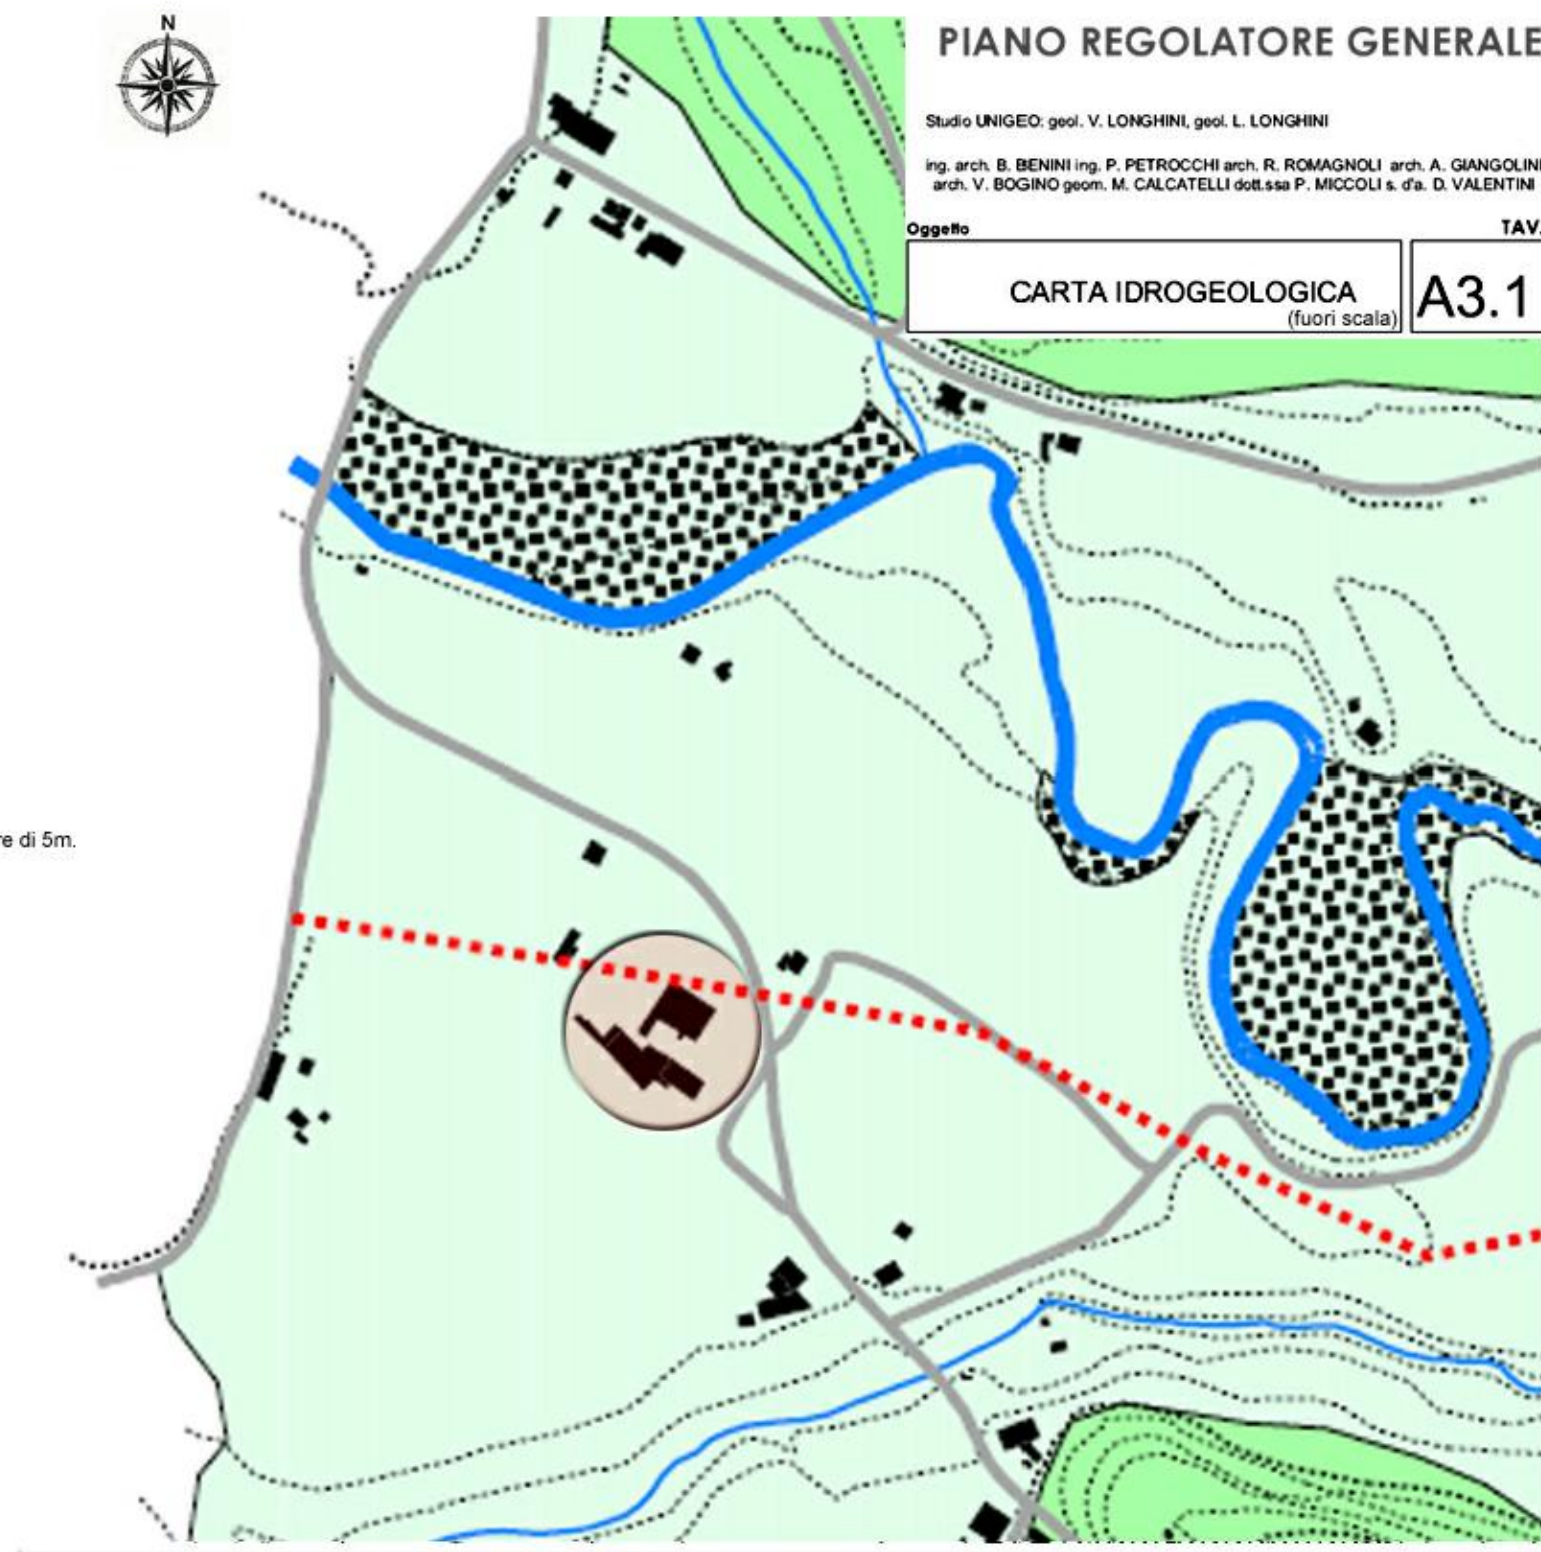 N
PIANO REGOLATORE GENERALE
Studio UNIGEO: geol. V. LONGHINI, geol. L. LONGHINI
ing. arch. B. BENINI ing. P. PETROCCHI arch. R. ROMAGNOLI arch. A. GIANGOLINI
arch. V. BOGINO geom. M. CALCATELLI dott.ssa P. MICCOLI s. d'a. D. VALENTINI
Oggetto TAV.
CARTA IDROGEOLOGICA A3.1
(fuori scala)
re di 5m.